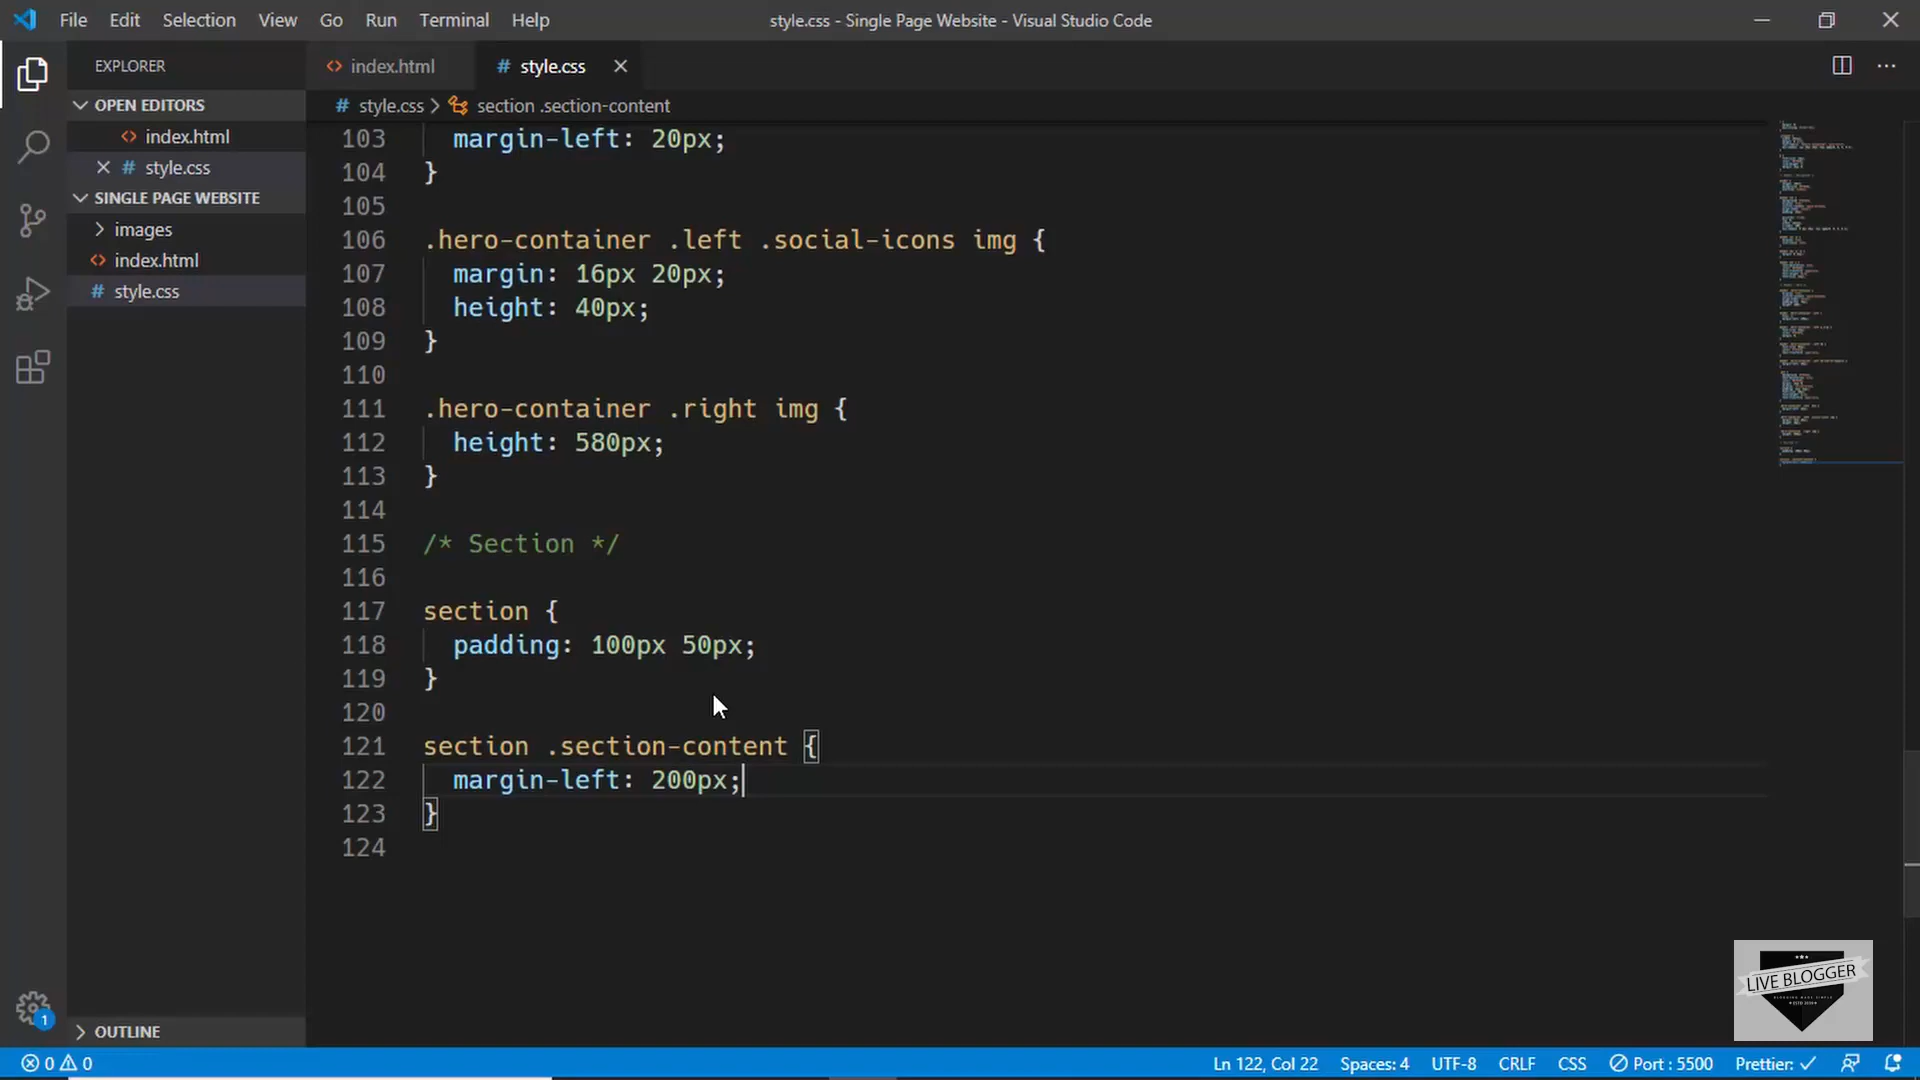 File Edit Selection View Go Run Terminal Help
style.css - Single Page Website - Visual Studio Code
EXPLORER
OPEN EDITORS
index.html
style.css
SINGLE PAGE WEBSITE
images
index.html
style.css
OUTLINE
index.html
style.css
style.css > section .section-content
103 margin-left: 20px;
104 }
105
106 .hero-container .left .social-icons img {
107 margin: 16px 20px;
108 height: 40px;
109 }
110
111 .hero-container .right img {
112 height: 580px;
113 }
114
115 /* Section */
116
117 section {
118 padding: 100px 50px;
119 }
120
121 section .section-content {
122 margin-left: 200px;
123 }
124
LIVE BLOGGER
1
0 0
Ln 122, Col 22 Spaces: 4 UTF-8 CRLF CSS Port : 5500 Prettier: ✓